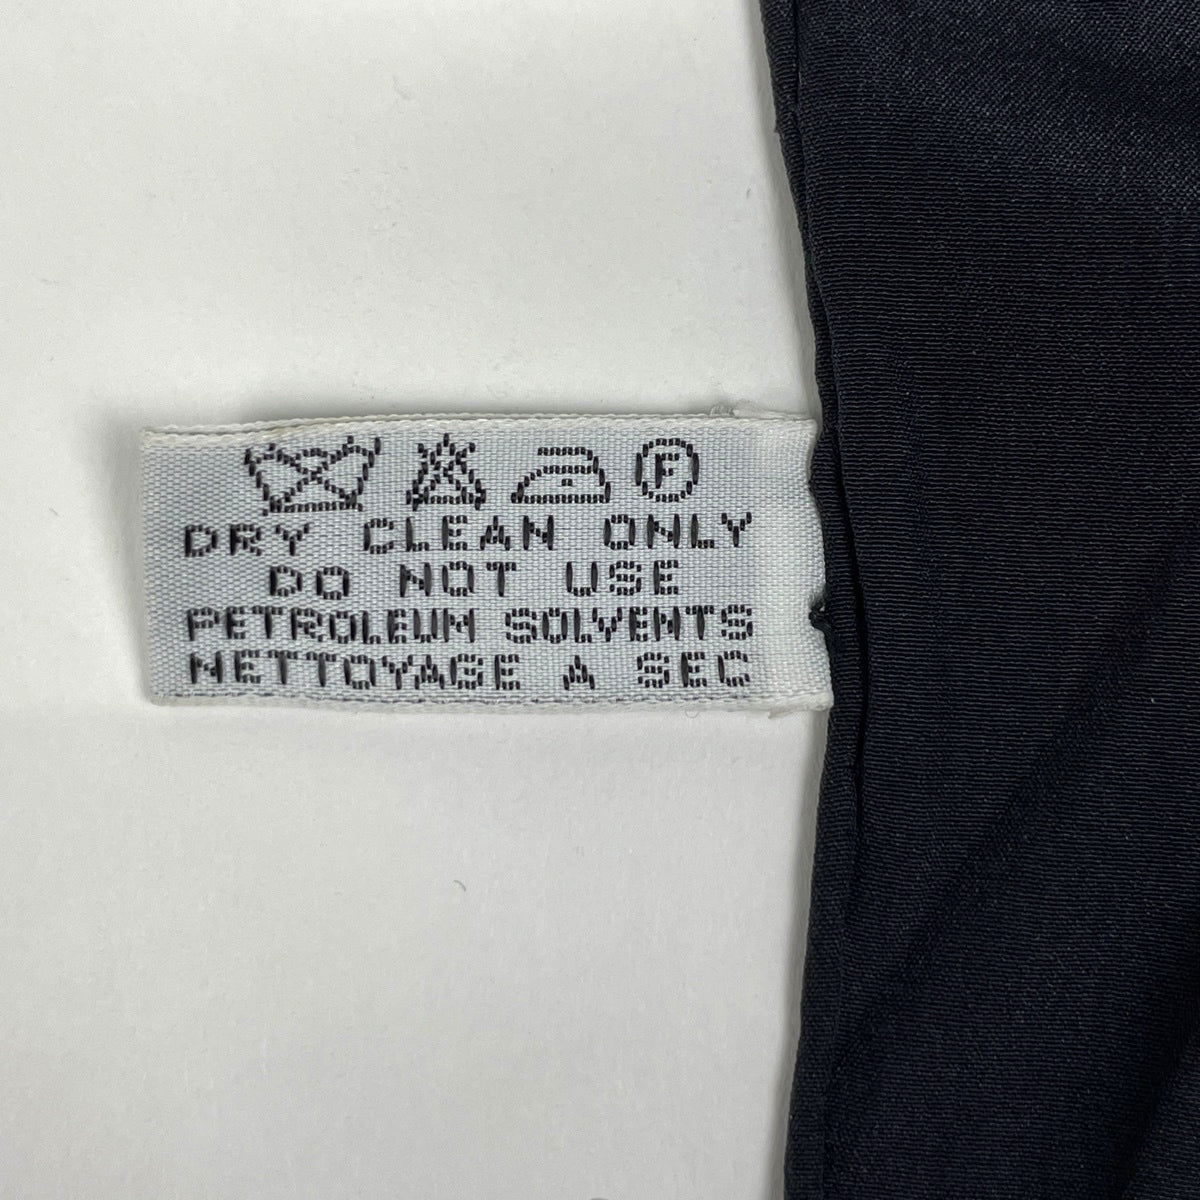 F
DRY CLEAN ONLY
DO NOT USE
PETROLEUM SOLVENTS
NETTOYAGE A SEC